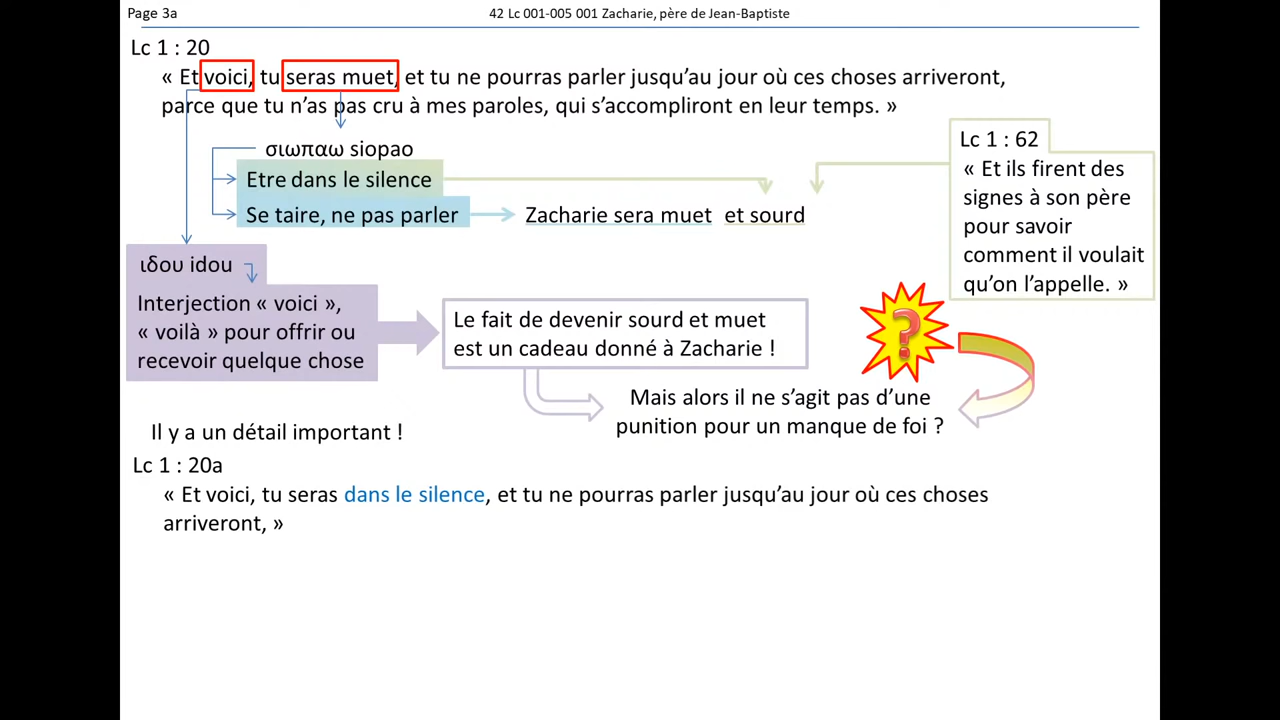 Page 3a
42 Lc 001-005 001 Zacharie, père de Jean-Baptiste
Lc 1 : 20
« Et voici, tu seras muet, et tu ne pourras parler jusqu’au jour où ces choses arriveront,
parce que tu n’as pas cru à mes paroles, qui s’accompliront en leur temps. »
σιωπαω siopao
Etre dans le silence
Se taire, ne pas parler
Zacharie sera muet et sourd
Lc 1 : 62
« Et ils firent des
signes à son père
pour savoir
comment il voulait
qu’on l’appelle. »
ιδου idou
Interjection « voici »,
« voilà » pour offrir ou
recevoir quelque chose
Le fait de devenir sourd et muet
est un cadeau donné à Zacharie !
?
Mais alors il ne s’agit pas d’une
punition pour un manque de foi ?
Il y a un détail important !
Lc 1 : 20a
« Et voici, tu seras dans le silence, et tu ne pourras parler jusqu’au jour où ces choses
arriveront, »